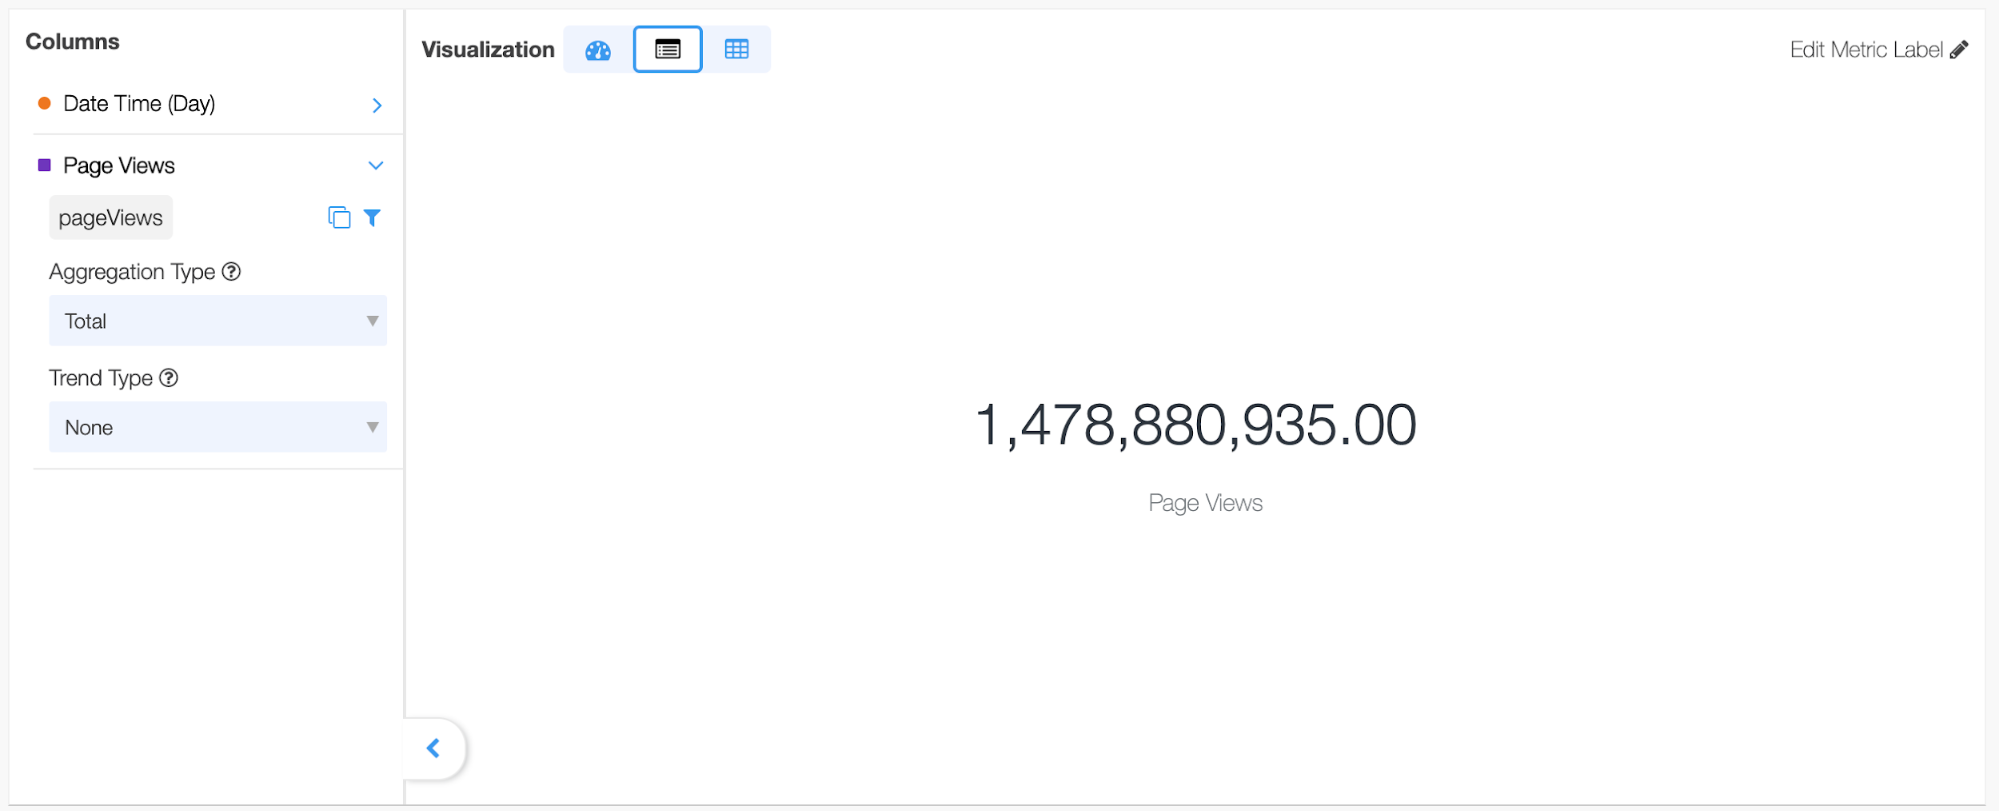 Columns
Date Time (Day)
Page Views
pageViews
Aggregation Type ?
Total
Trend Type ?
None
Visualization
Edit Metric Label
1,478,880,935.00
Page Views